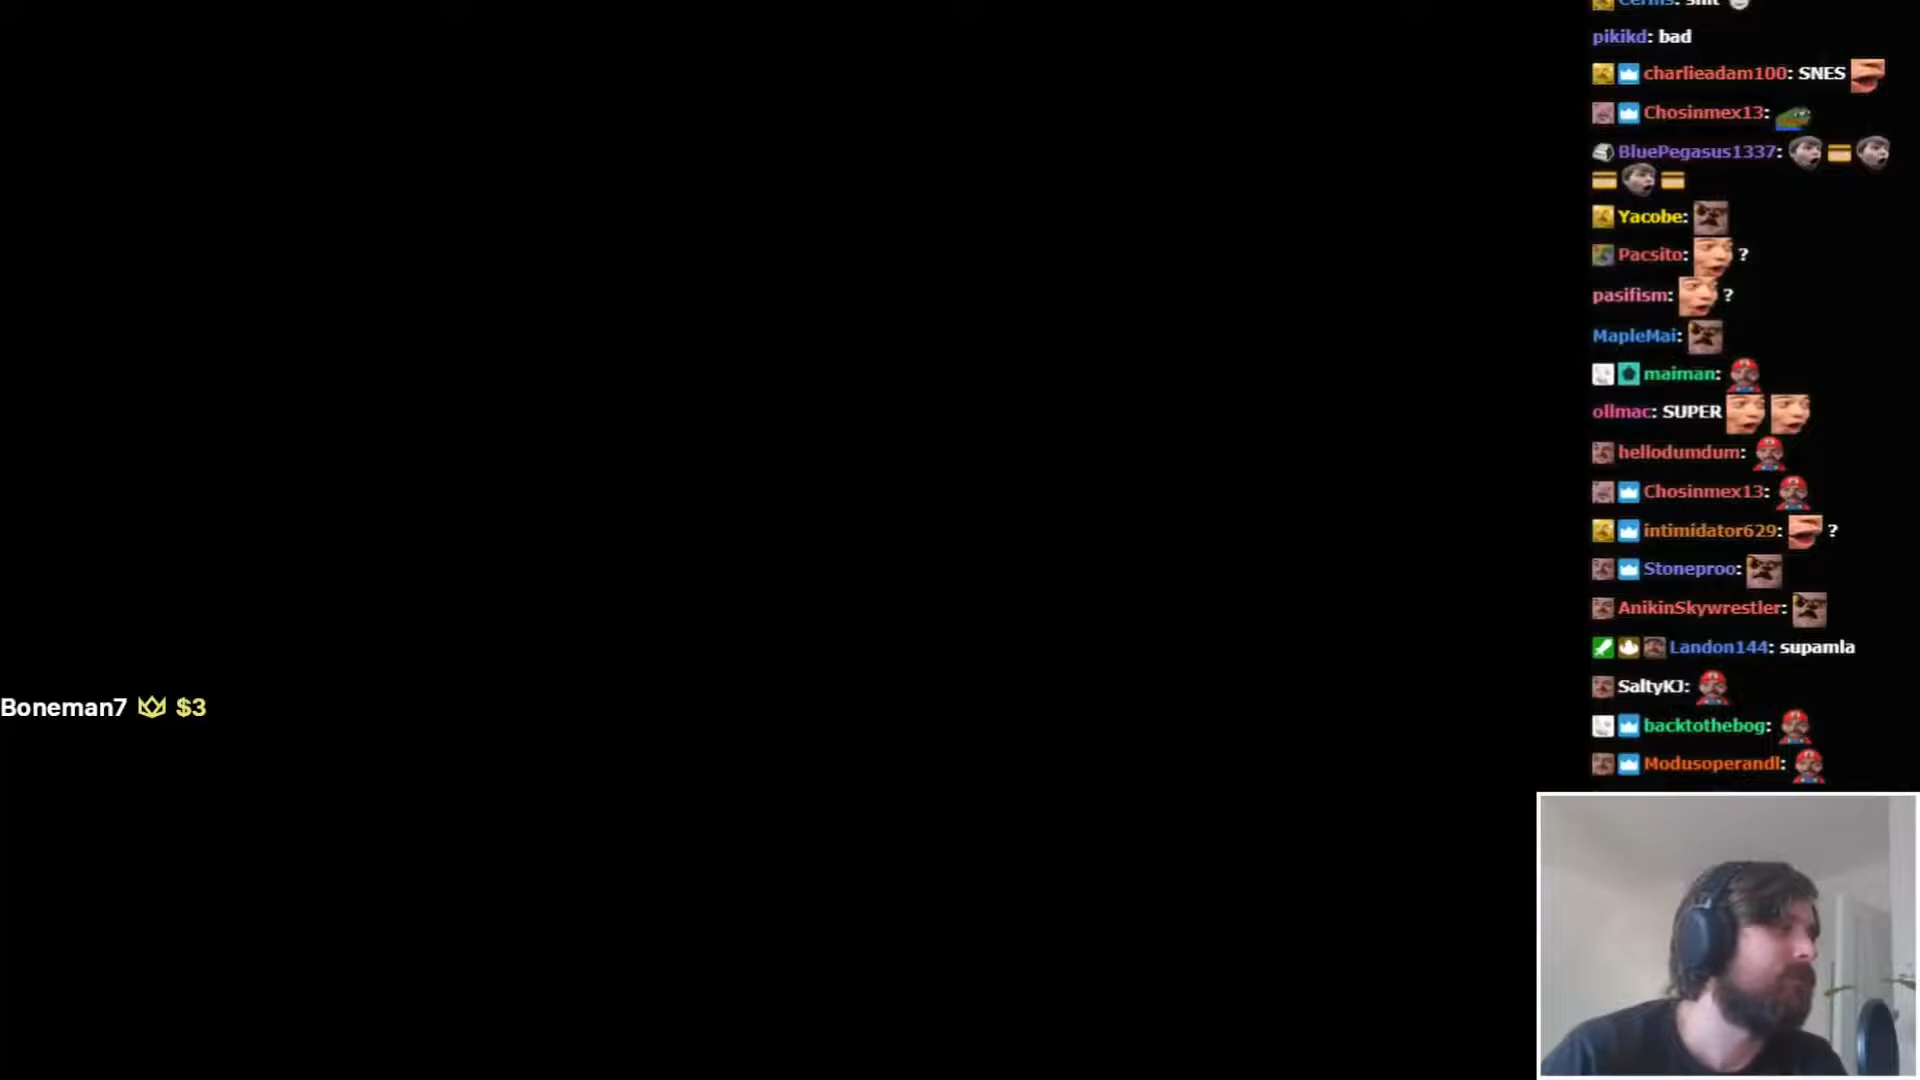 pikikd: bad
charlieadam100: SNES
Chosinmex13:
BluePegasus1337:
Yacobe:
Pacsito: ?
pasifism: ?
MapleMai:
maiman:
ollmac: SUPER
hellodumdum:
Chosinmex13:
intimidator629: ?
Stoneproo:
AnikinSkywrestler:
Landon144: supamla
SaltyKJ:
backtothebog:
Modusoperandl:
Boneman7 $3